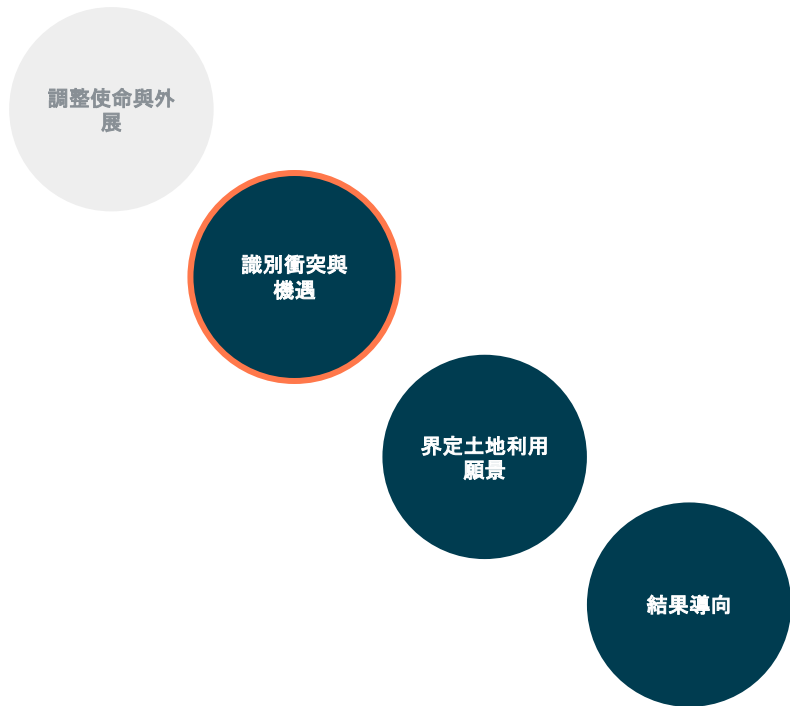 調整使命與外
展
識別衝突與
機遇
界定土地利用
願景
結果導向